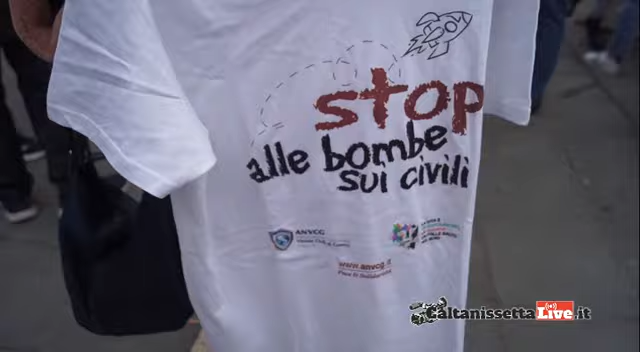 stop
alle bombe
sui civili
ANVCG
www.anvcg.it
CaltanissettaLive.it